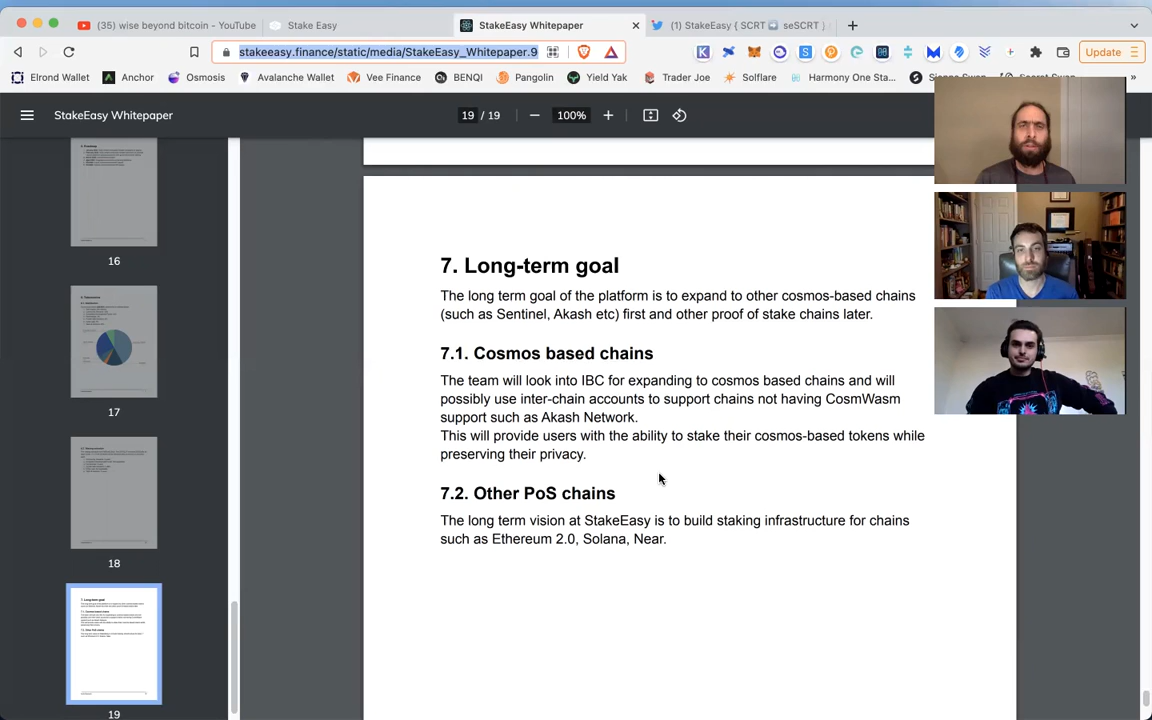 (35) wise beyond bitcoin - YouTube
Stake Easy
StakeEasy Whitepaper
(1) StakeEasy { SCRT ➡ seSCRT }
stakeeasy.finance/static/media/StakeEasy_Whitepaper.9
Update
Elrond Wallet
Anchor
Osmosis
Avalanche Wallet
Vee Finance
BENQI
Pangolin
Yield Yak
Trader Joe
Solflare
Harmony One Sta...
StakeEasy Whitepaper
19 / 19
100%
16
17
18
19
7. Long-term goal
The long term goal of the platform is to expand to other cosmos-based chains
(such as Sentinel, Akash etc) first and other proof of stake chains later.
7.1. Cosmos based chains
The team will look into IBC for expanding to cosmos based chains and will
possibly use inter-chain accounts to support chains not having CosmWasm
support such as Akash Network.
This will provide users with the ability to stake their cosmos-based tokens while
preserving their privacy.
7.2. Other PoS chains
The long term vision at StakeEasy is to build staking infrastructure for chains
such as Ethereum 2.0, Solana, Near.